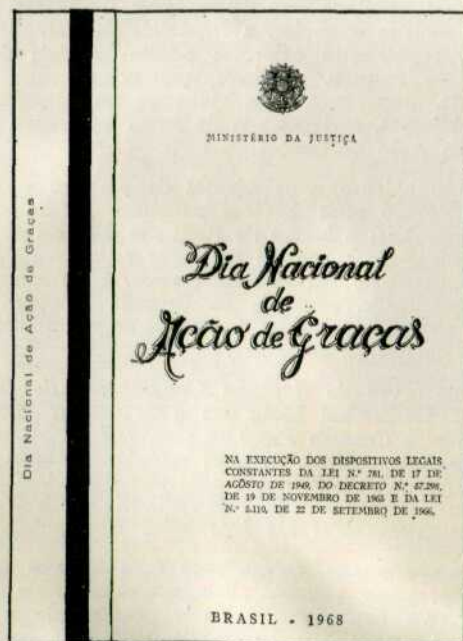 Dia Nacional de Ação de Graças
MINISTÉRIO DA JUSTIÇA
Dia Nacional
de
Ação de Graças
NA EXECUÇÃO DOS DISPOSITIVOS LEGAIS
CONSTANTES DA LEI N.º 781, DE 17 DE
AGÔSTO DE 1949, DO DECRETO N.º 57.298,
DE 19 DE NOVEMBRO DE 1965 E DA LEI
N.º 5.110, DE 22 DE SETEMBRO DE 1966.
BRASIL - 1968